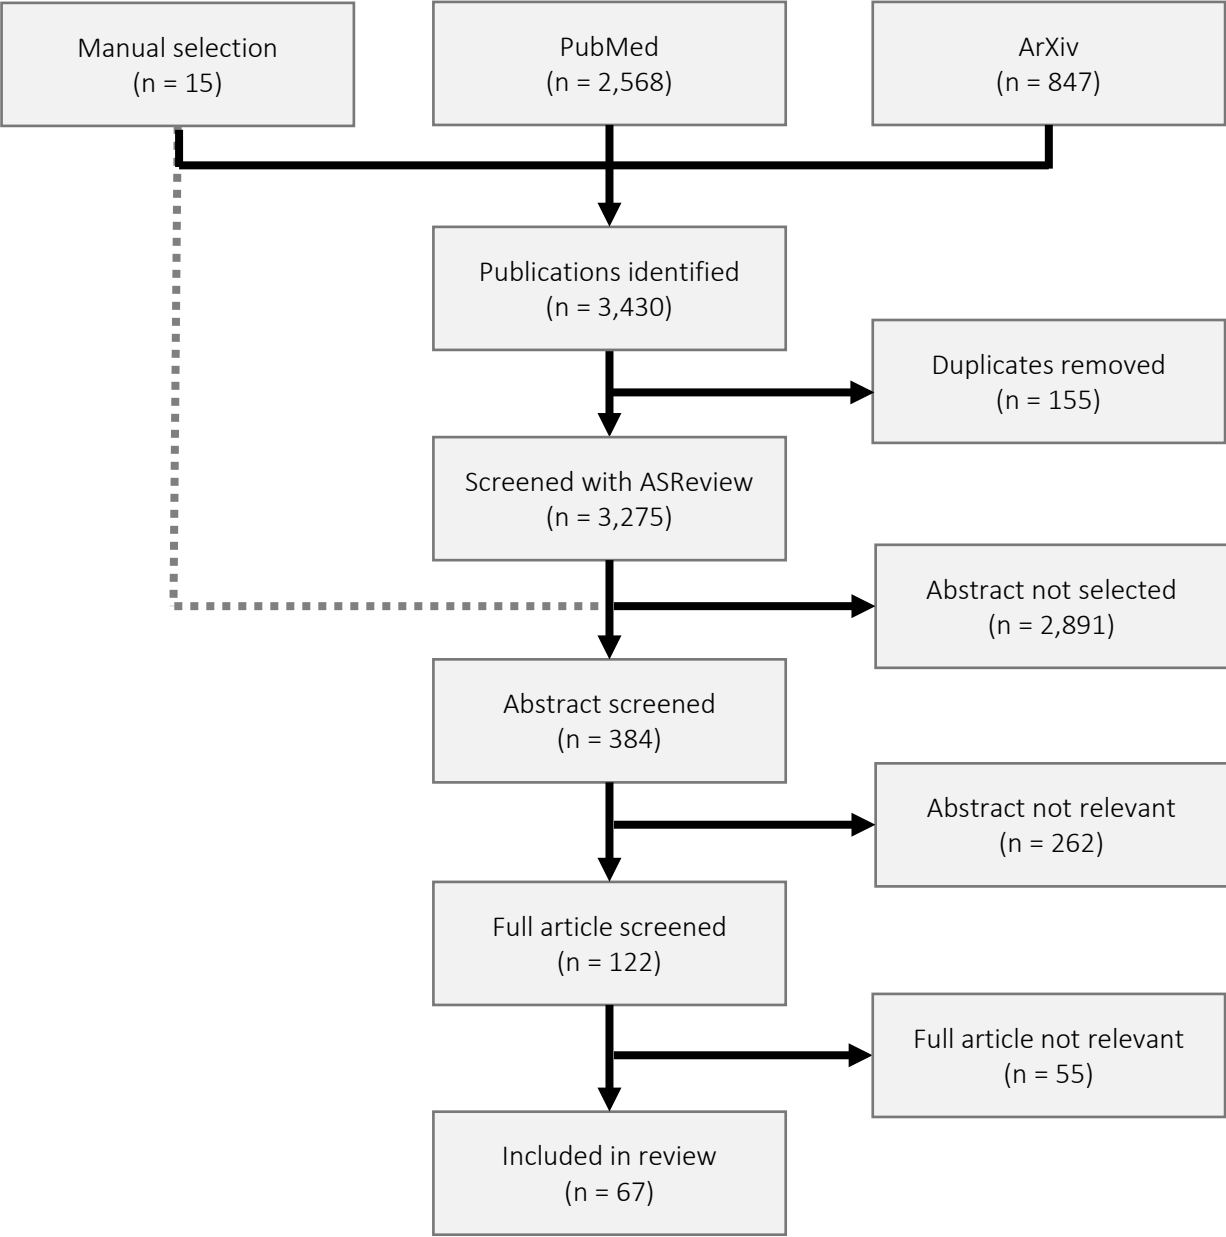 Manual selection
(n = 15)
PubMed
(n = 2,568)
ArXiv
(n = 847)
Publications identified
(n = 3,430)
Duplicates removed
(n = 155)
Screened with ASReview
(n = 3,275)
Abstract not selected
(n = 2,891)
Abstract screened
(n = 384)
Abstract not relevant
(n = 262)
Full article screened
(n = 122)
Full article not relevant
(n = 55)
Included in review
(n = 67)